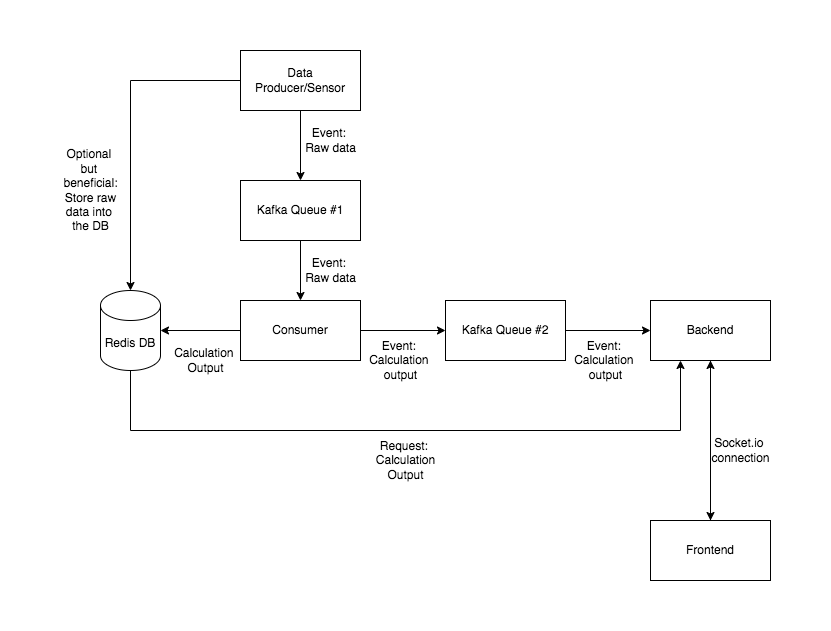 Data
Producer/Sensor
Event:
Raw data
Optional
but
beneficial:
Store raw
data into
the DB
Kafka Queue #1
Event:
Raw data
Redis DB
Consumer
Kafka Queue #2
Backend
Calculation
Output
Event:
Calculation
output
Event:
Calculation
output
Request:
Calculation
Output
Socket.io
connection
Frontend